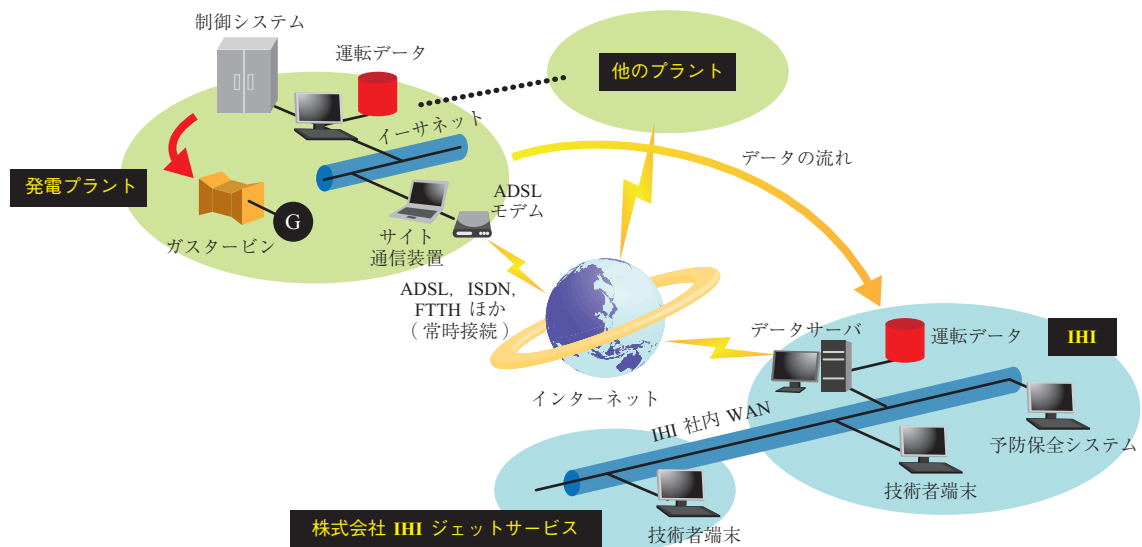 制御システム
運転データ
他のプラント
イーサネット
データの流れ
発電プラント
ADSL
モデム
G
ガスタービン
サイト
通信装置
ADSL，ISDN，
FTTH ほか
（ 常時接続 ）
データサーバ
運転データ
IHI
インターネット
IHI 社内 WAN
予防保全システム
技術者端末
株式会社 IHI ジェットサービス
技術者端末